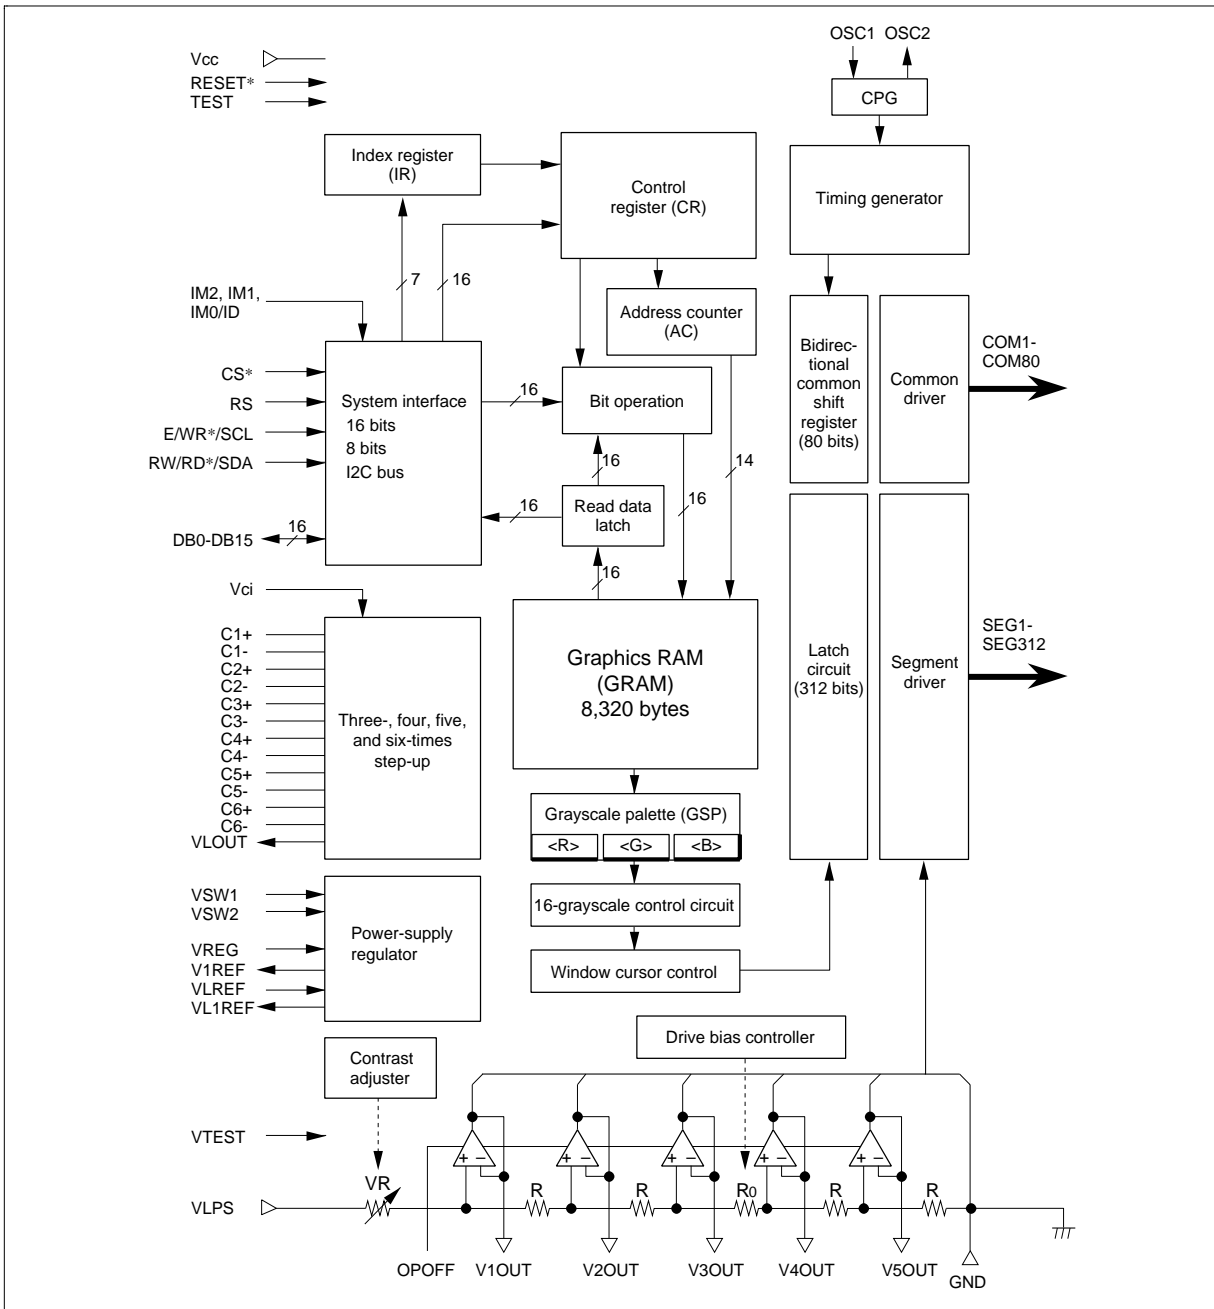 OSC1 OSC2
Vcc
RESET*
TEST
CPG
Index register
(IR)
Control
register (CR)
Timing generator
7
16
IM2, IM1,
IM0/ID
Address counter
(AC)
Bidirec-
tional
common
shift
register
(80 bits)
Common
driver
COM1-
COM80
CS*
RS
E/WR*/SCL
RW/RD*/SDA
DB0-DB15
16
System interface
16 bits
8 bits
I2C bus
16
Bit operation
16
14
16
Read data
latch
16
16
Vci
C1+
C1-
C2+
C2-
C3+
C3-
C4+
C4-
C5+
C5-
C6+
C6-
VLOUT
Three-, four, five,
and six-times
step-up
Graphics RAM
(GRAM)
8,320 bytes
Latch
circuit
(312 bits)
Segment
driver
SEG1-
SEG312
Grayscale palette (GSP)
<R> <G> <B>
16-grayscale control circuit
Window cursor control
VSW1
VSW2
VREG
V1REF
VLREF
VL1REF
Power-supply
regulator
Drive bias controller
Contrast
adjuster
VTEST
+ − + − + − + − + −
VR
R R R0 R R
VLPS
OPOFF V1OUT V2OUT V3OUT V4OUT V5OUT GND